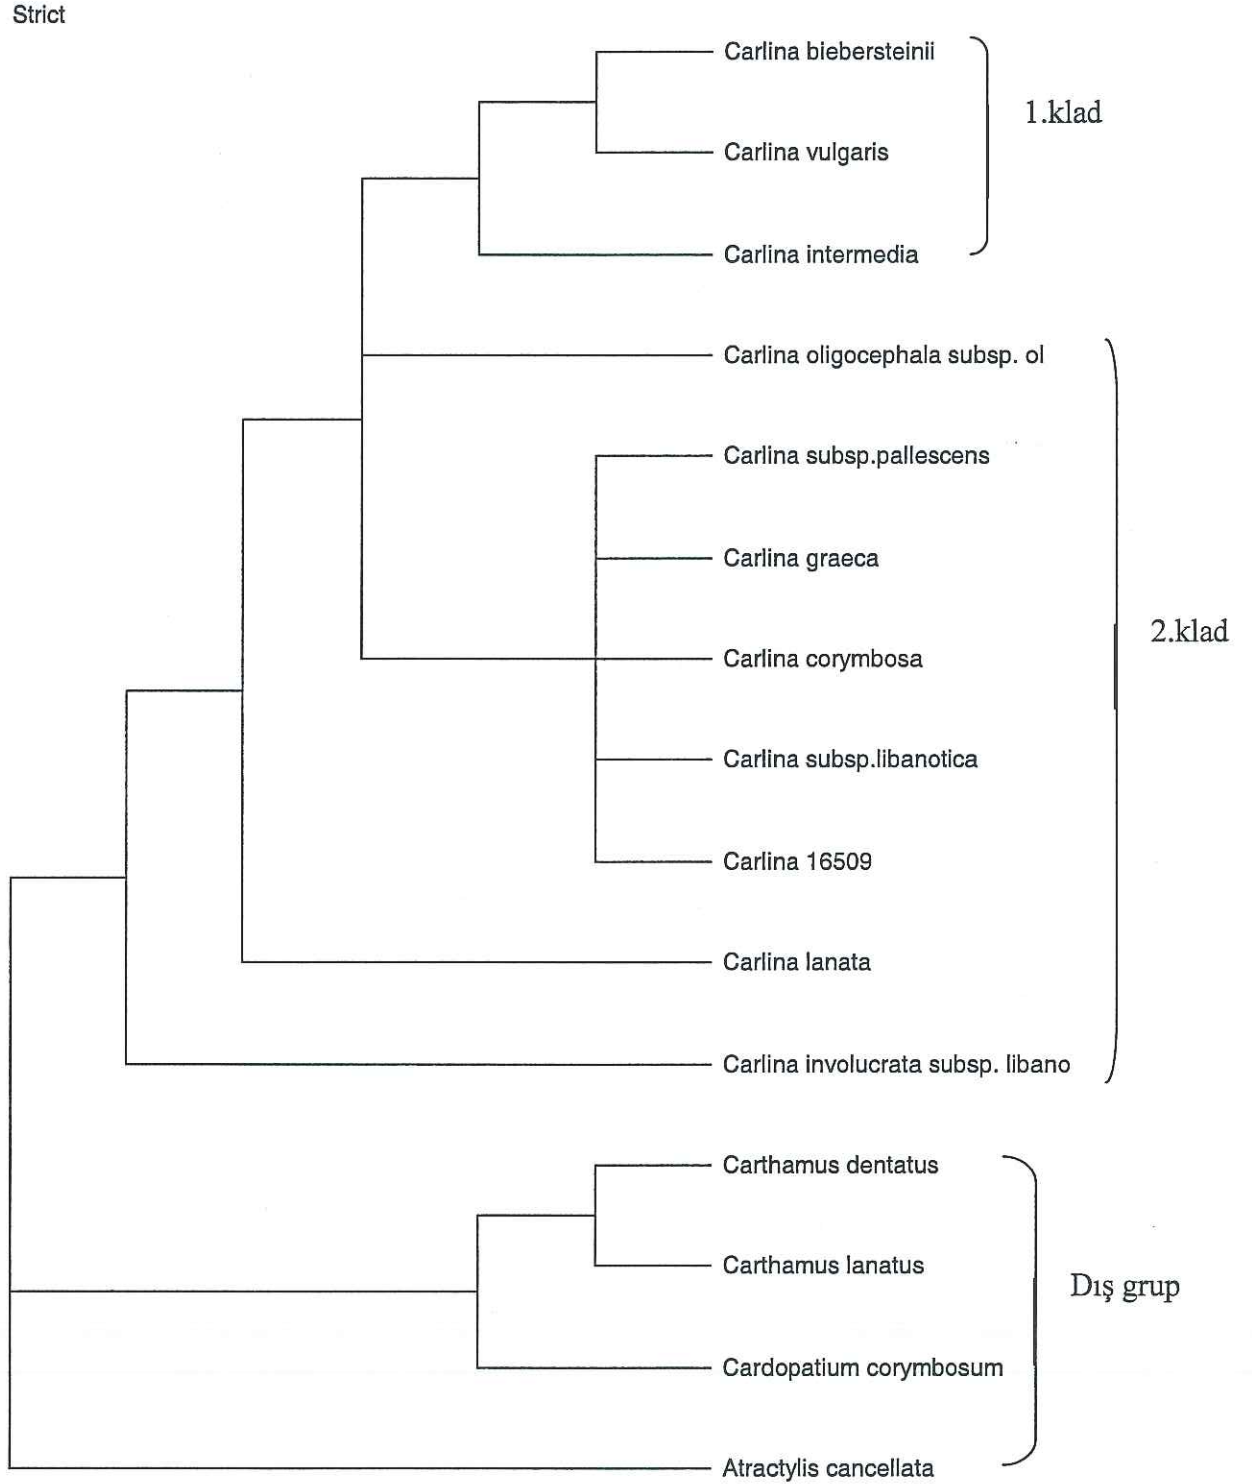 Strict
Carlina biebersteinii
1.klad
Carlina vulgaris
Carlina intermedia
Carlina oligocephala subsp. ol
Carlina subsp.pallescens
Carlina graeca
2.klad
Carlina corymbosa
Carlina subsp.libanotica
Carlina 16509
Carlina lanata
Carlina involucrata subsp. libano
Carthamus dentatus
Carthamus lanatus
Dış grup
Cardopatium corymbosum
Atractylis cancellata